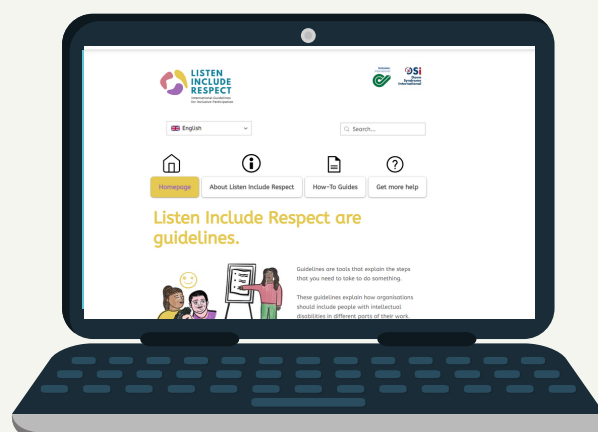 LISTEN
INCLUDE
RESPECT
International Guidelines
for Inclusive Participation
DSi
Down
Syndrome
International
English
Search...
Homepage
About Listen Include Respect
How-To Guides
Get more help
Listen Include Respect are
guidelines.
Guidelines are tools that explain the steps
that you need to take to do something.
These guidelines explain how organisations
should include people with intellectual
disabilities in different parts of their work.